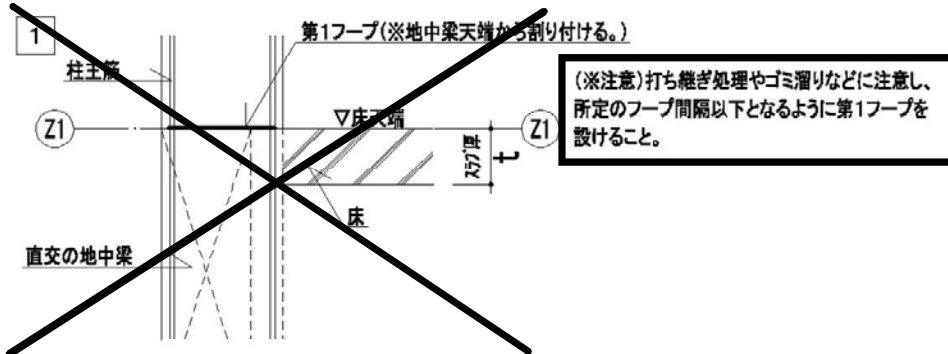 1
第1フープ(※地中梁天端から割り付ける。)
柱主筋
(※注意)打ち継ぎ処理やゴミ溜りなどに注意し、
所定のフープ間隔以下となるように第1フープを
設けること。
Z1
▽床天端
Z1
スラブ厚
t
床
直交の地中梁